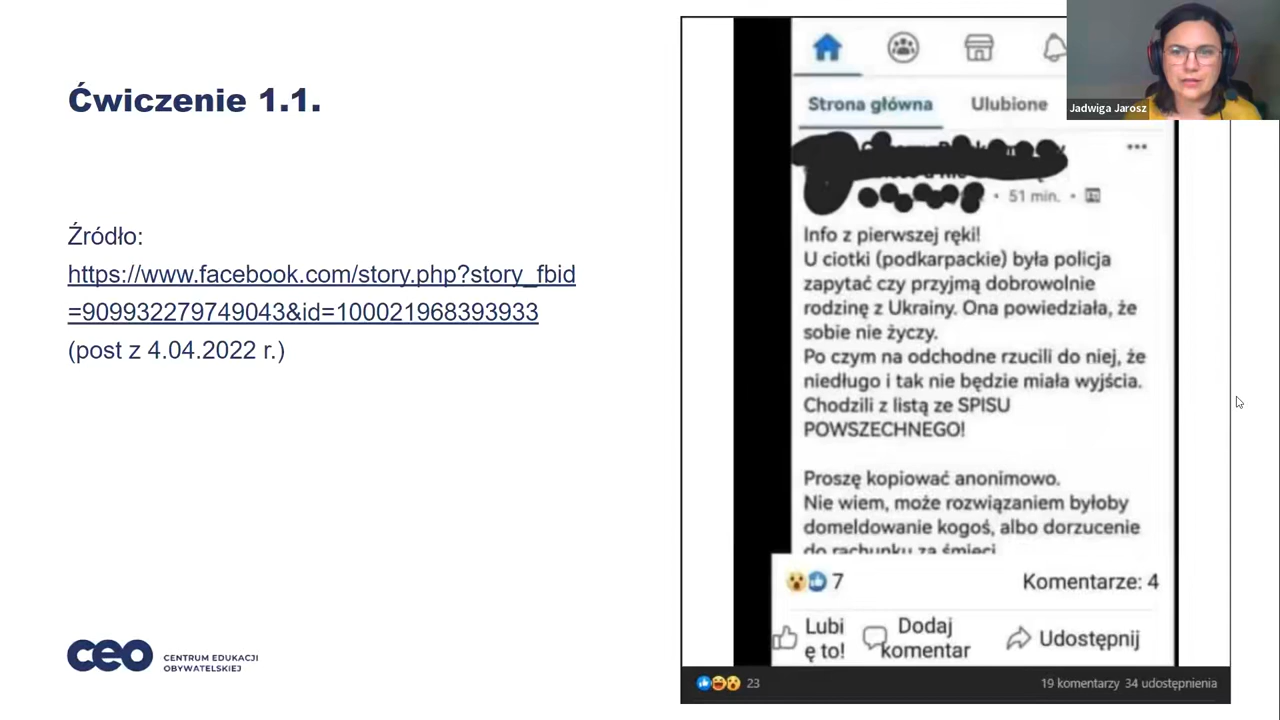 Ćwiczenie 1.1.
Źródło:
https://www.facebook.com/story.php?story_fbid
=909932279749043&id=100021968393933
(post z 4.04.2022 r.)
ceo CENTRUM EDUKACJI
OBYWATELSKIEJ
Strona główna Ulubione
51 min.
Info z pierwszej ręki!
U ciotki (podkarpackie) była policja
zapytać czy przyjmą dobrowolnie
rodzinę z Ukrainy. Ona powiedziała, że
sobie nie życzy.
Po czym na odchodne rzucili do niej, że
niedługo i tak nie będzie miała wyjścia.
Chodzili z listą ze SPISU
POWSZECHNEGO!
Proszę kopiować anonimowo.
Nie wiem, może rozwiązaniem byłoby
domeldowanie kogoś, albo dorzucenie
do rachunku za śmieci
7 Komentarze: 4
Lubi
ę to!
Dodaj
komentar
Udostępnij
23 19 komentarzy 34 udostępnienia
Jadwiga Jarosz